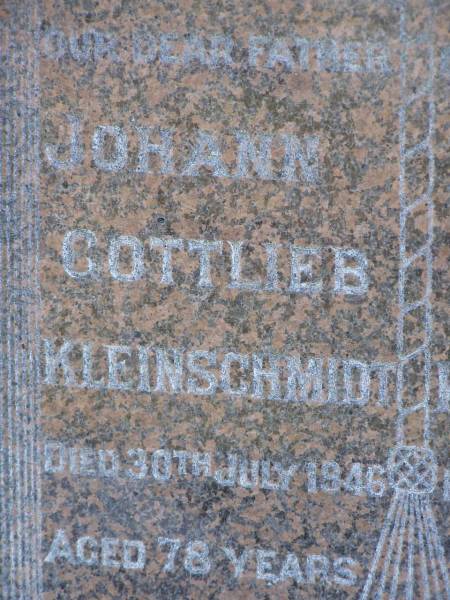 OUR DEAR FATHER
JOHANN
GOTTLIEB
KLEINSCHMIDT
DIED 30TH JULY 1946
AGED 78 YEARS